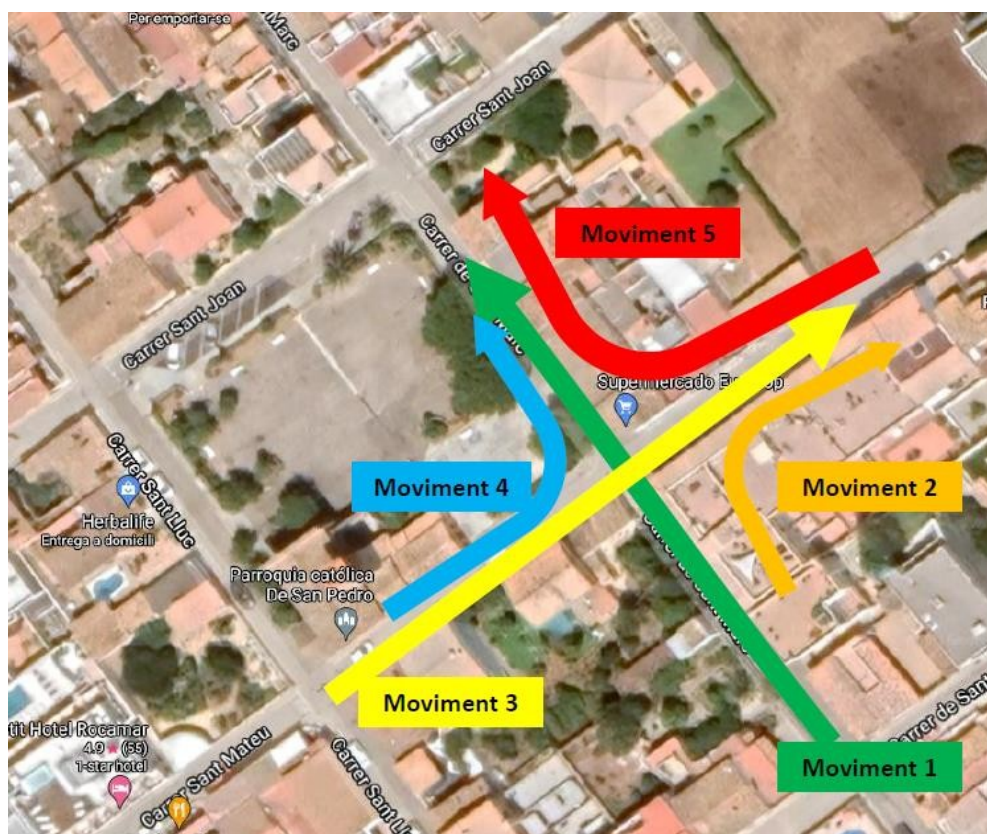 Per emportar-se
Marc
Carrer Sant Joan
Moviment 5
Carrer de
Carrer Sant Joan
Supermercado
Moviment 4
Moviment 2
Carrer Sant Lluc
Herbalife
Entrega a domicili
Parroquia católica
De San Pedro
Moviment 3
Hotel Rocamar
4.9 ★ (55)
1-star hotel
Carrer Sant Mateu
Carrer Sant
Carrer de Sant
Moviment 1